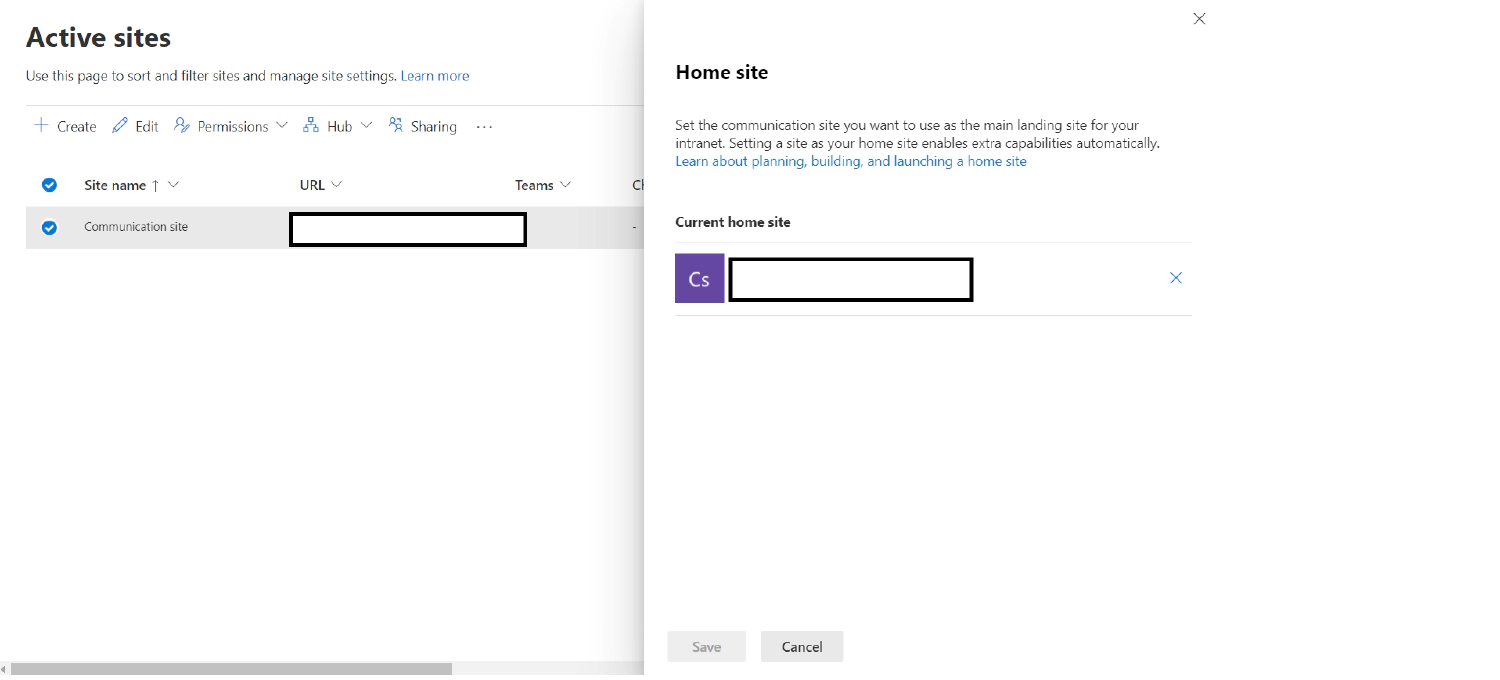 Active sites
Use this page to sort and filter sites and manage site settings. Learn more
Create Edit Permissions Hub Sharing ...
Site name ↑ URL Teams
Communication site -
Home site
Set the communication site you want to use as the main landing site for your
intranet. Setting a site as your home site enables extra capabilities automatically.
Learn about planning, building, and launching a home site
Current home site
Cs
Save Cancel